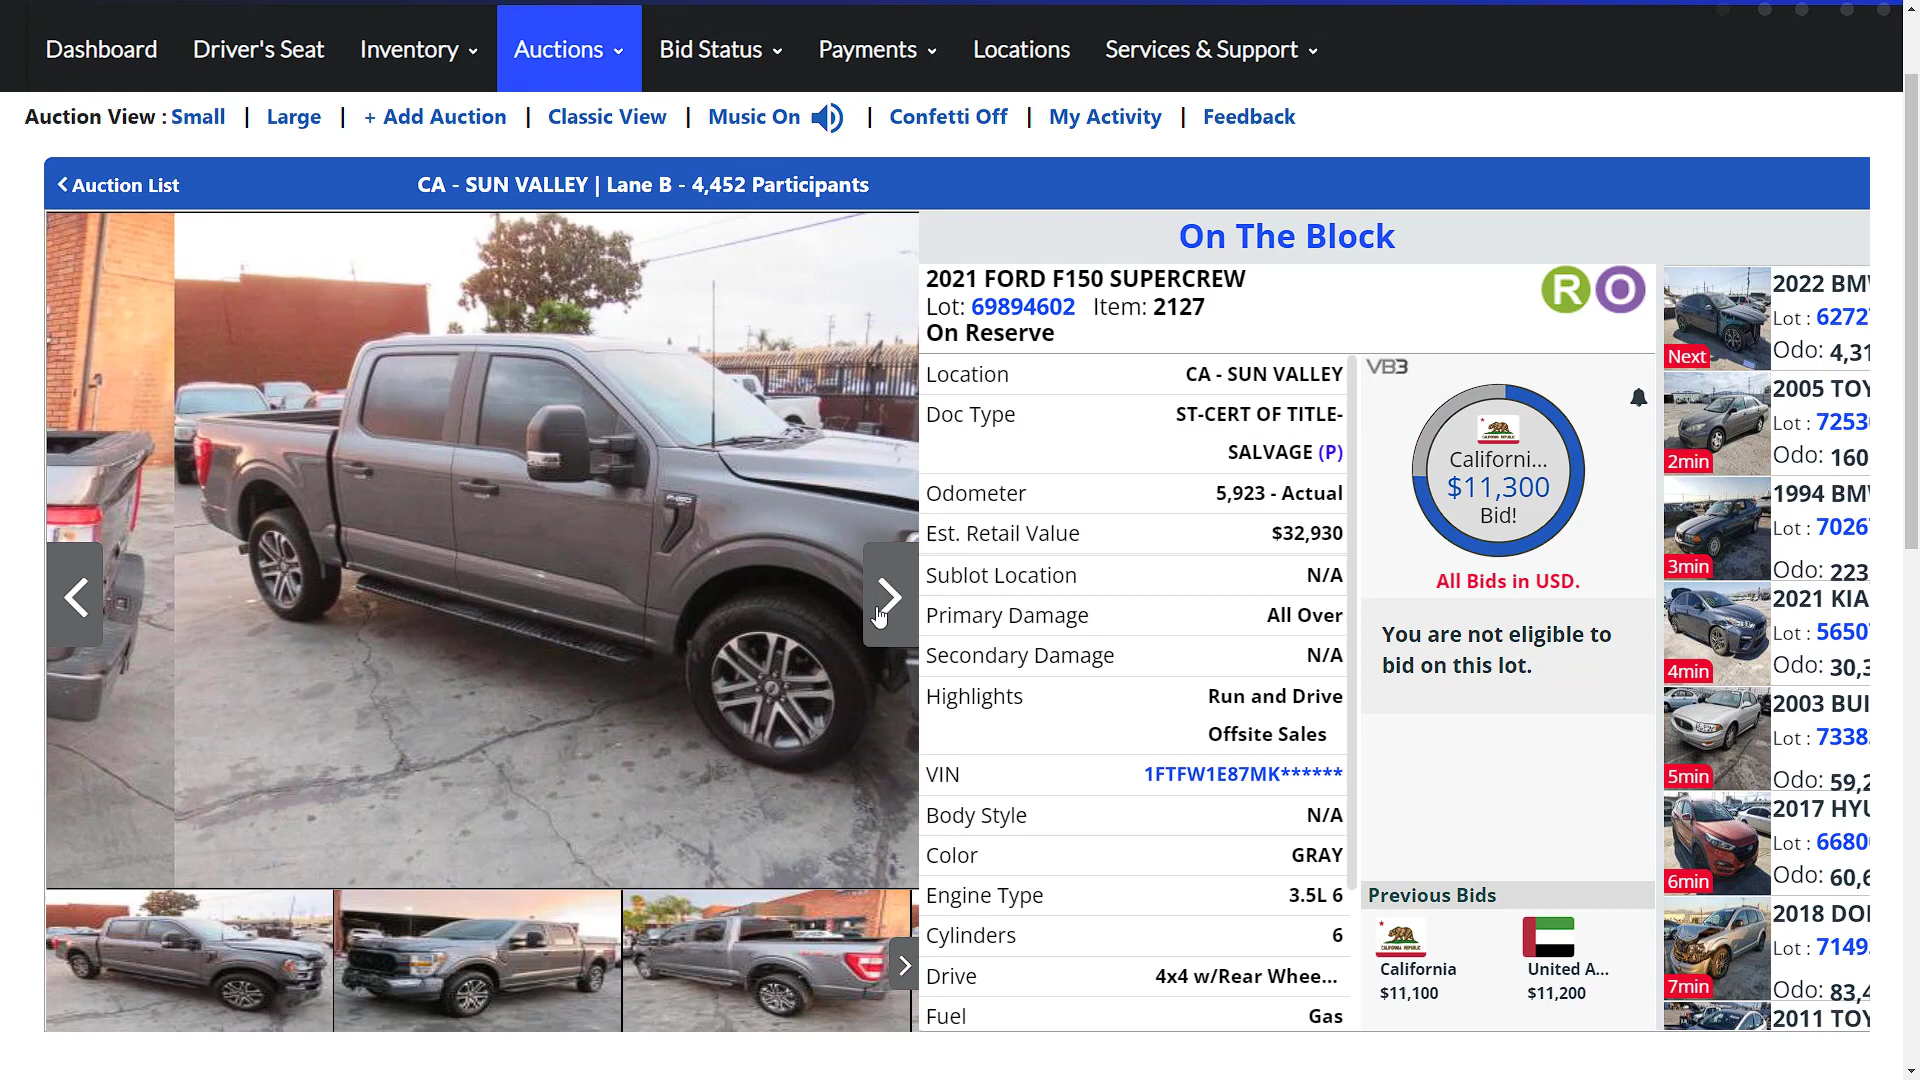 Dashboard Driver's Seat Inventory Auctions Bid Status Payments Locations Services & Support
Auction View : Small | Large | + Add Auction | Classic View | Music On | Confetti Off | My Activity | Feedback
Auction List
CA - SUN VALLEY | Lane B - 4,452 Participants
On The Block
2021 FORD F150 SUPERCREW
Lot: 69894602 Item: 2127
On Reserve
R O
Location CA - SUN VALLEY
Doc Type ST-CERT OF TITLE-
SALVAGE (P)
Odometer 5,923 - Actual
Est. Retail Value $32,930
Sublot Location N/A
Primary Damage All Over
Secondary Damage N/A
Highlights Run and Drive
Offsite Sales
VIN 1FTFW1E87MK******
Body Style N/A
Color GRAY
Engine Type 3.5L 6
Cylinders 6
Drive 4x4 w/Rear Whee...
Fuel Gas
VB3
Californi...
$11,300
Bid!
All Bids in USD.
You are not eligible to
bid on this lot.
Previous Bids
California
$11,100
United A...
$11,200
2022 BM
Lot : 6272
Odo: 4,31
Next
2005 TOY
Lot : 7253
Odo: 160
2min
1994 BM
Lot : 7026
Odo: 223
3min
2021 KIA
Lot : 5650
Odo: 30,3
4min
2003 BUI
Lot : 7338
Odo: 59,2
5min
2017 HYU
Lot : 6680
Odo: 60,6
6min
2018 DO
Lot : 7149
Odo: 83,4
7min
2011 TOY